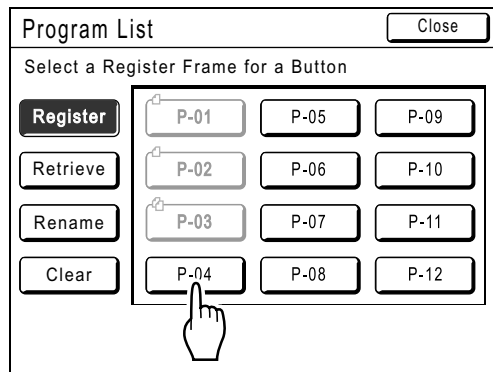 Program List Close
Select a Register Frame for a Button
Register P-01 P-05 P-09
Retrieve P-02 P-06 P-10
Rename P-03 P-07 P-11
Clear P-04 P-08 P-12